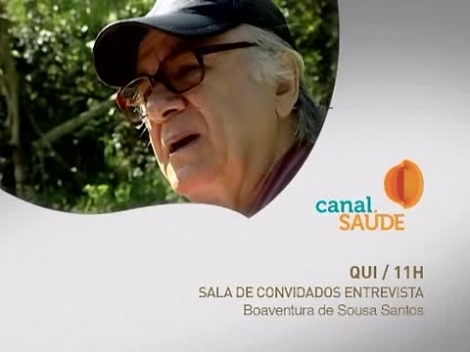 canal
SAÚDE
QUI / 11H
SALA DE CONVIDADOS ENTREVISTA
Boaventura de Sousa Santos